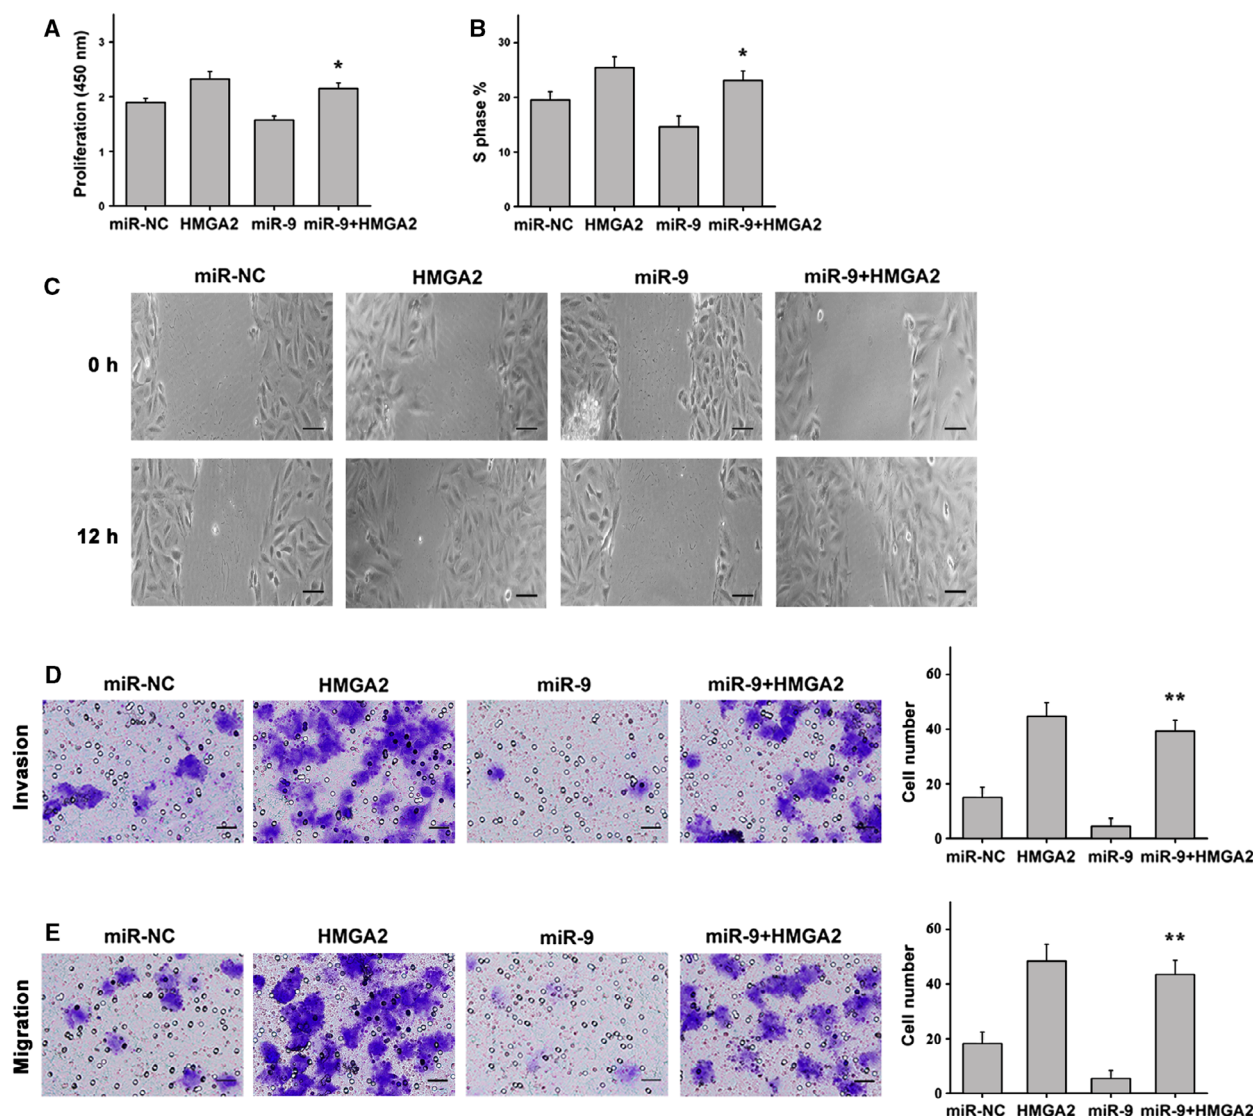 A
Proliferation (450 nm)
3
2
1
0
*
miR-NC HMGA2 miR-9 miR-9+HMGA2
B
S phase %
30
20
10
0
*
miR-NC HMGA2 miR-9 miR-9+HMGA2
C
miR-NC HMGA2 miR-9 miR-9+HMGA2
0 h
12 h
D
miR-NC HMGA2 miR-9 miR-9+HMGA2
Invasion
Cell number
60
40
20
0
**
miR-NC HMGA2 miR-9 miR-9+HMGA2
E
miR-NC HMGA2 miR-9 miR-9+HMGA2
Migration
Cell number
60
40
20
0
**
miR-NC HMGA2 miR-9 miR-9+HMGA2